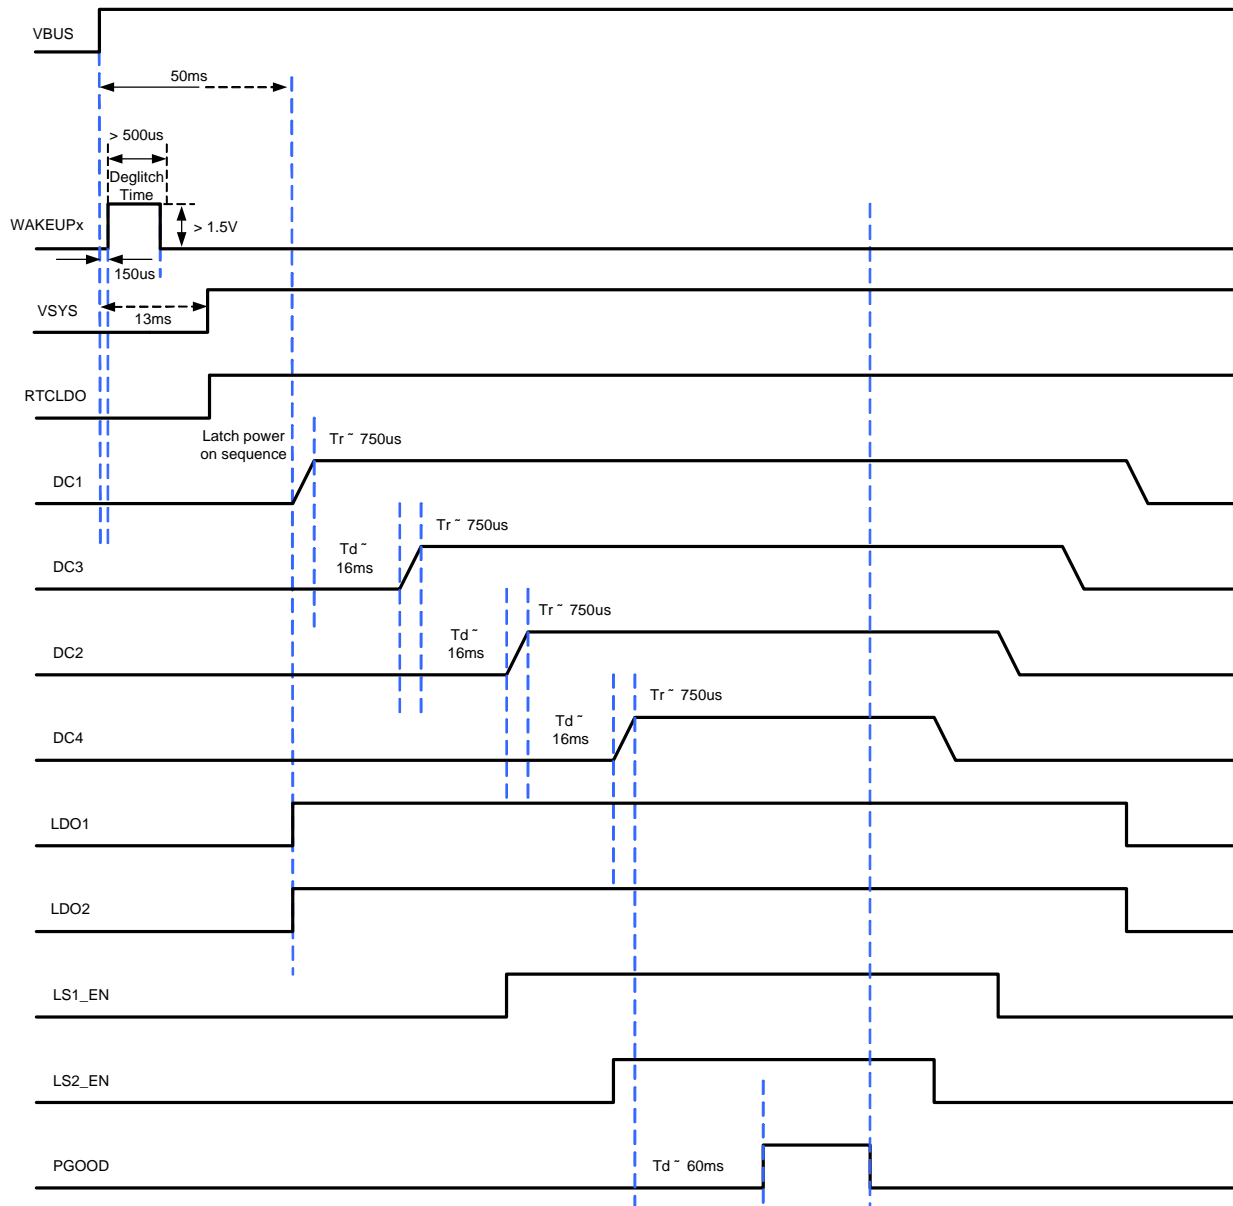 VBUS
50ms
> 500us
Deglitch
Time
WAKEUPx
> 1.5V
150us
VSYS
13ms
RTCLDO
Latch power
on sequence
Tr ~ 750us
DC1
Tr ~ 750us
Td ~
16ms
DC3
Tr ~ 750us
Td ~
16ms
DC2
Tr ~ 750us
Td ~
16ms
DC4
LDO1
LDO2
LS1_EN
LS2_EN
PGOOD
Td ~ 60ms